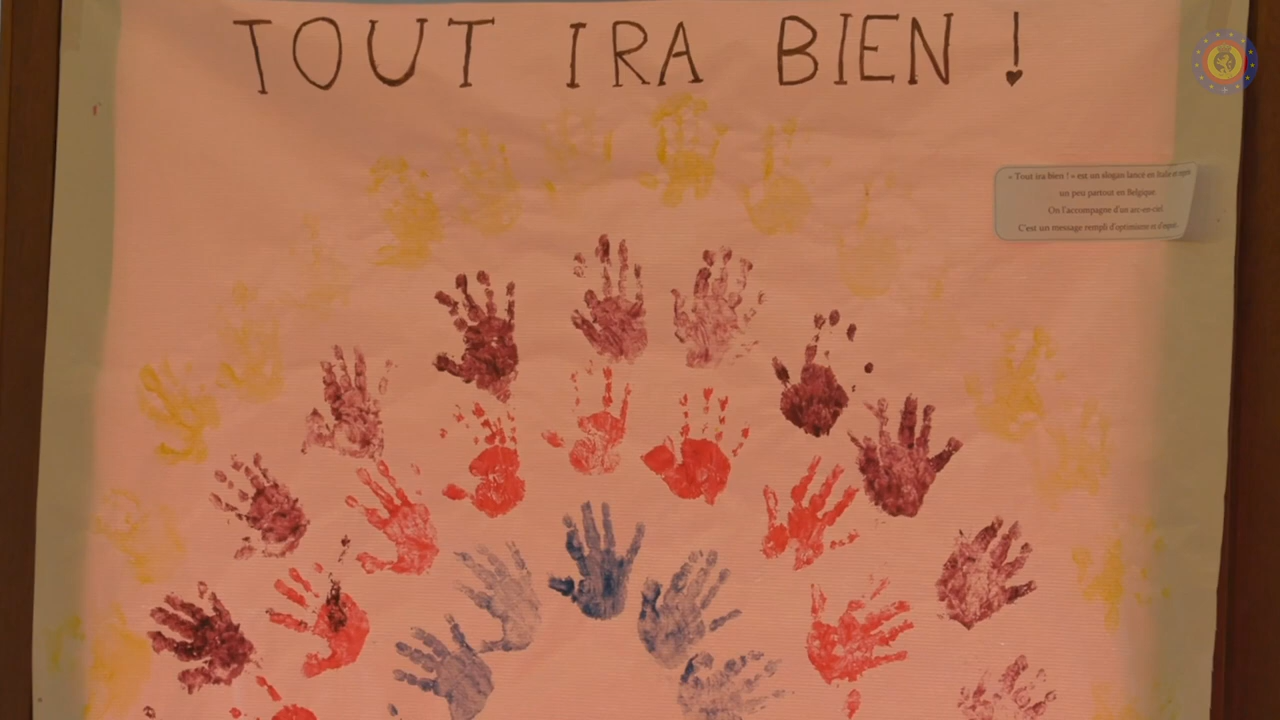 TOUT IRA BIEN !
« Tout ira bien ! » est un slogan lancé en Italie et repris
un peu partout en Belgique.
On l'accompagne d'un arc-en-ciel.
C'est un message rempli d'optimisme et d'espoir.